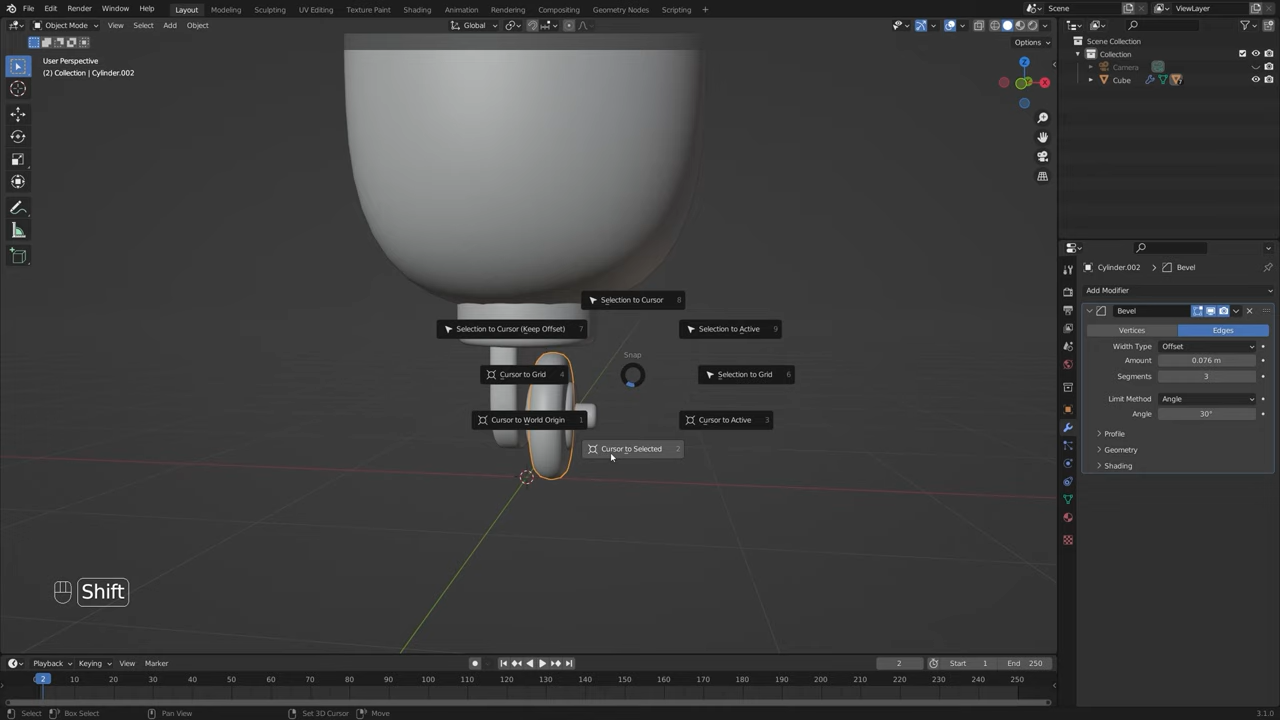 File Edit Render Window Help Layout Modeling Sculpting UV Editing Texture Paint Shading Animation Rendering Compositing Geometry Nodes Scripting Scene ViewLayer
Object Mode View Select Add Object Global
Options
User Perspective
(2) Collection | Cylinder.002
Z
X
Scene Collection
Collection
Camera
Cube
Selection to Cursor 8
Selection to Cursor (Keep Offset) 7
Selection to Active 9
Snap
Cursor to Grid 4
Selection to Grid 6
Cursor to World Origin 1
Cursor to Active 3
Cursor to Selected 2
Shift
Cylinder.002 Bevel
Add Modifier
Bevel
Vertices Edges
Width Type Offset
Amount 0.076 m
Segments 3
Limit Method Angle
Angle 30°
Profile
Geometry
Shading
Playback Keying View Marker 2 Start 1 End 250
2 10 20 30 40 50 60 70 80 90 100 110 120 130 140 150 160 170 180 190 200 210 220 230 240 250
Select Box Select Pan View Set 3D Cursor Move 3.1.0